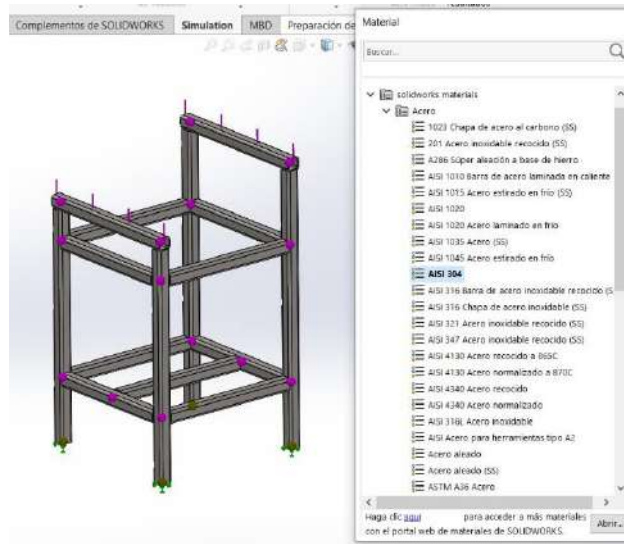 Complementos de SOLIDWORKS
Simulation
MBD
Preparación de
Material
Buscar...
solidworks materials
Acero
1023 Chapa de acero al carbono (SS)
201 Acero inoxidable recocido (SS)
A286 Súper aleación a base de hierro
AISI 1010 Barra de acero laminada en caliente
AISI 1015 Acero estirado en frío (SS)
AISI 1020
AISI 1020 Acero laminado en frío
AISI 1035 Acero (SS)
AISI 1045 Acero estirado en frío
AISI 304
AISI 316 Barra de acero inoxidable recocido (S
AISI 316 Chapa de acero inoxidable (SS)
AISI 321 Acero inoxidable recocido (SS)
AISI 347 Acero inoxidable recocido (SS)
AISI 4130 Acero recocido a 865C
AISI 4130 Acero normalizado a 870C
AISI 4340 Acero recocido
AISI 4340 Acero normalizado
AISI 316L Acero inoxidable
AISI Acero para herramientas tipo A2
Acero aleado
Acero aleado (SS)
ASTM A36 Acero
Haga clic aquí para acceder a más materiales
con el portal web de materiales de SOLIDWORKS.
Abrir...